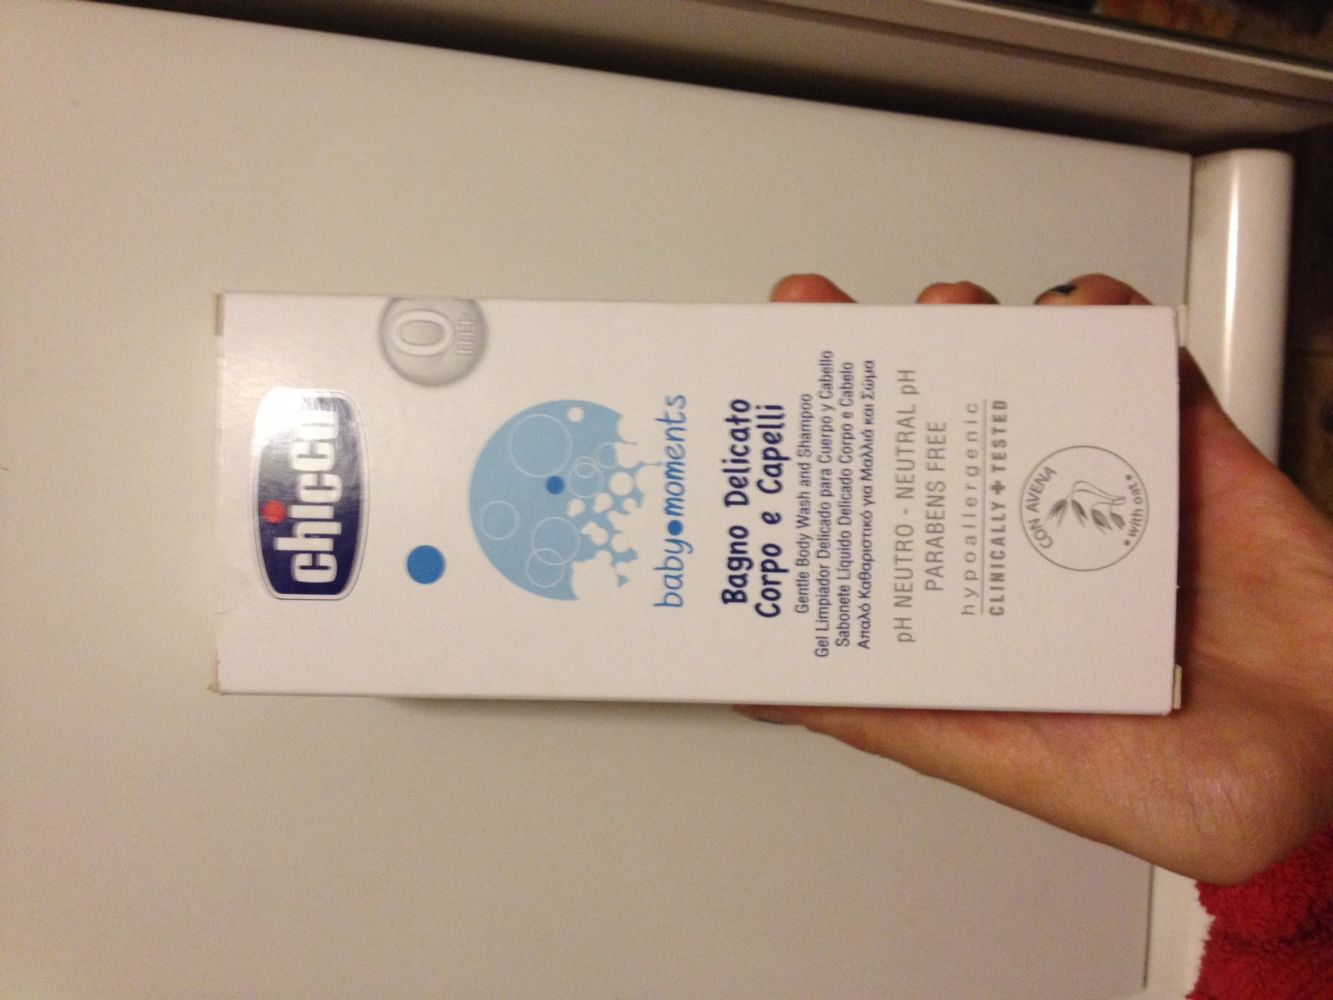 chicco
0
m+
baby•moments
Bagno Delicato
Corpo e Capelli
Gentle Body Wash and Shampoo
Gel Limpiador Delicado para Cuerpo y Cabello
Sabonete Líquido Delicado Corpo e Cabelo
Απαλό Καθαριστικό για Μαλλιά και Σώμα
pH NEUTRO - NEUTRAL pH
PARABENS FREE
hypoallergenic
CLINICALLY + TESTED
CON AVENA
• with oat •